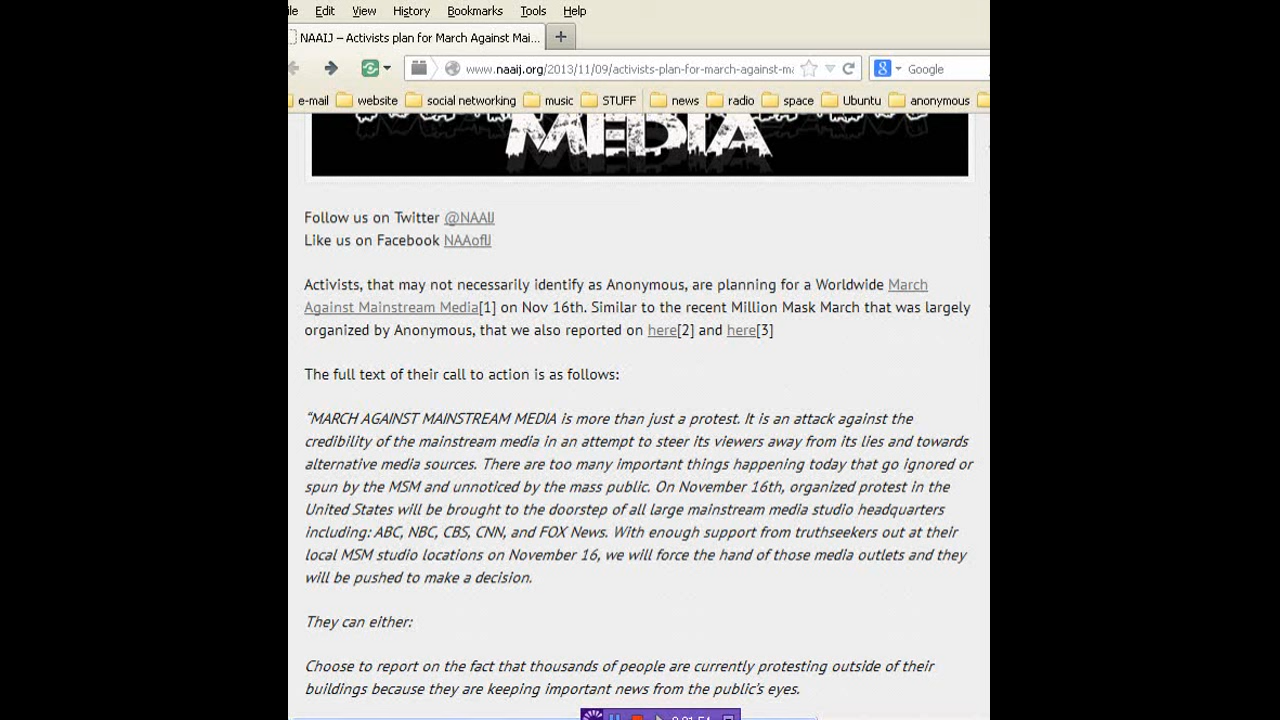 ile Edit View History Bookmarks Tools Help
NAAIJ – Activists plan for March Against Mai...
www.naaij.org/2013/11/09/activists-plan-for-march-against-ma Google
e-mail website social networking music STUFF news radio space Ubuntu anonymous
MEDIA
Follow us on Twitter @NAAIJ
Like us on Facebook NAAofIJ
Activists, that may not necessarily identify as Anonymous, are planning for a Worldwide March
Against Mainstream Media[1] on Nov 16th. Similar to the recent Million Mask March that was largely
organized by Anonymous, that we also reported on here[2] and here[3]
The full text of their call to action is as follows:
“MARCH AGAINST MAINSTREAM MEDIA is more than just a protest. It is an attack against the
credibility of the mainstream media in an attempt to steer its viewers away from its lies and towards
alternative media sources. There are too many important things happening today that go ignored or
spun by the MSM and unnoticed by the mass public. On November 16th, organized protest in the
United States will be brought to the doorstep of all large mainstream media studio headquarters
including: ABC, NBC, CBS, CNN, and FOX News. With enough support from truthseekers out at their
local MSM studio locations on November 16, we will force the hand of those media outlets and they
will be pushed to make a decision.
They can either:
Choose to report on the fact that thousands of people are currently protesting outside of their
buildings because they are keeping important news from the public’s eyes.